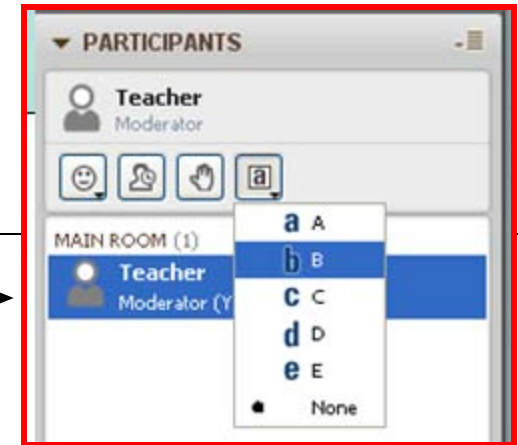 PARTICIPANTS
Teacher
Moderator
a
MAIN ROOM (1)
Teacher
Moderator (Y
a A
b B
c C
d D
e E
None